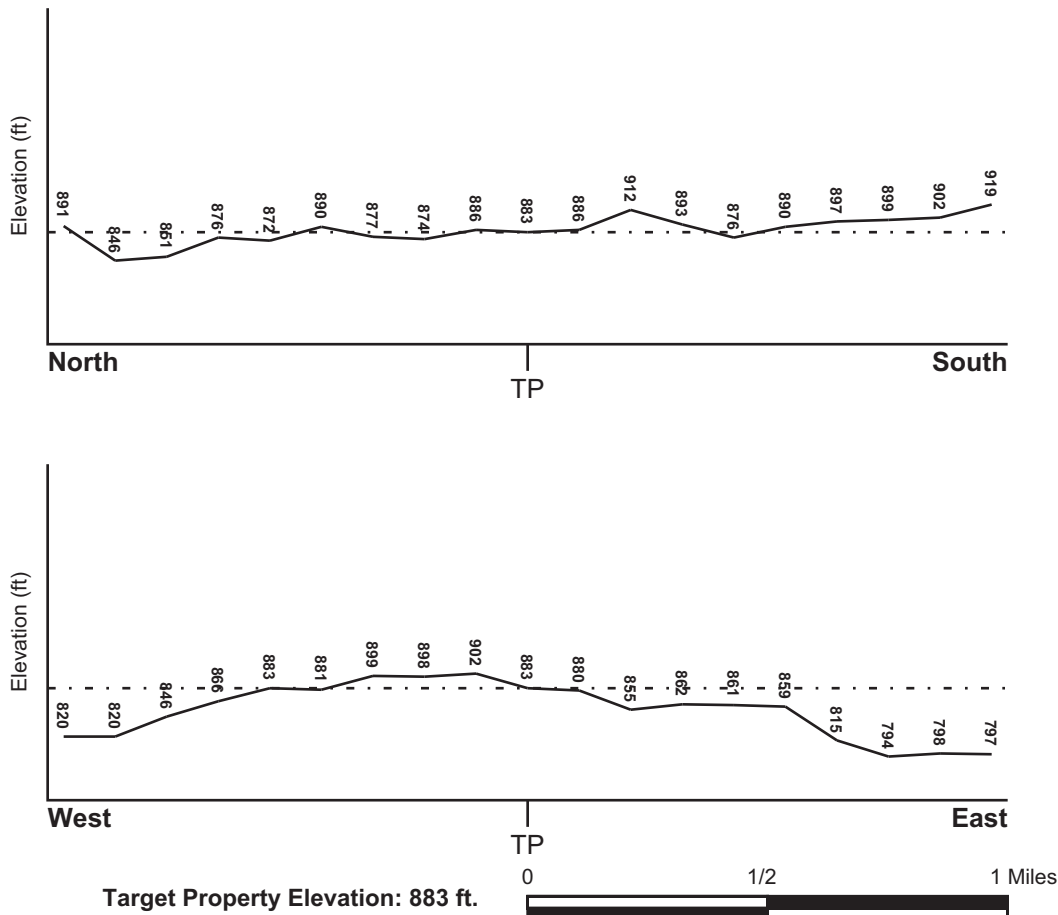 Elevation (ft)
891 846 851 876 872 890 877 874 886 883 886 912 893 876 890 897 899 902 919
North South
TP
Elevation (ft)
820 820 846 866 883 881 899 898 902 883 880 855 862 861 859 815 794 798 797
West East
TP
Target Property Elevation: 883 ft. 0 1/2 1 Miles